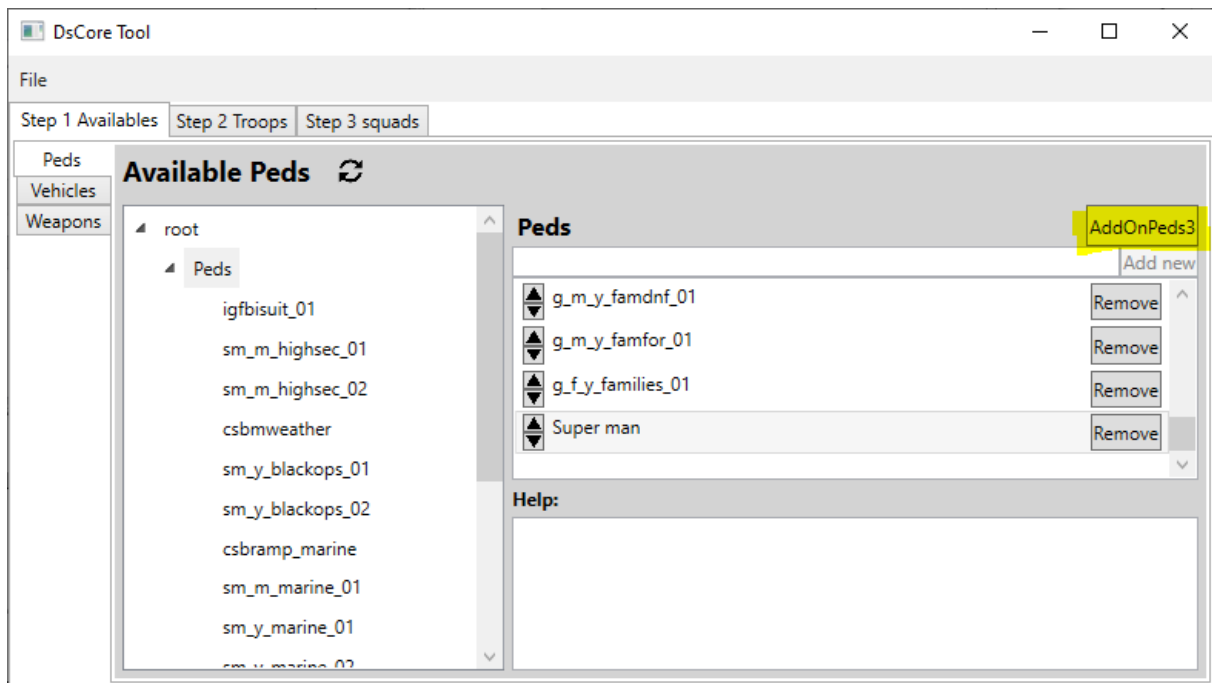 DsCore Tool
File
Step 1 Availables
Step 2 Troops
Step 3 squads
Peds
Vehicles
Weapons
Available Peds
root
Peds
igfbisuit_01
sm_m_highsec_01
sm_m_highsec_02
csbmweather
sm_y_blackops_01
sm_y_blackops_02
csbramp_marine
sm_m_marine_01
sm_y_marine_01
sm_y_marine_02
Peds
AddOnPeds3
Add new
g_m_y_famdnf_01
Remove
g_m_y_famfor_01
Remove
g_f_y_families_01
Remove
Super man
Remove
Help: